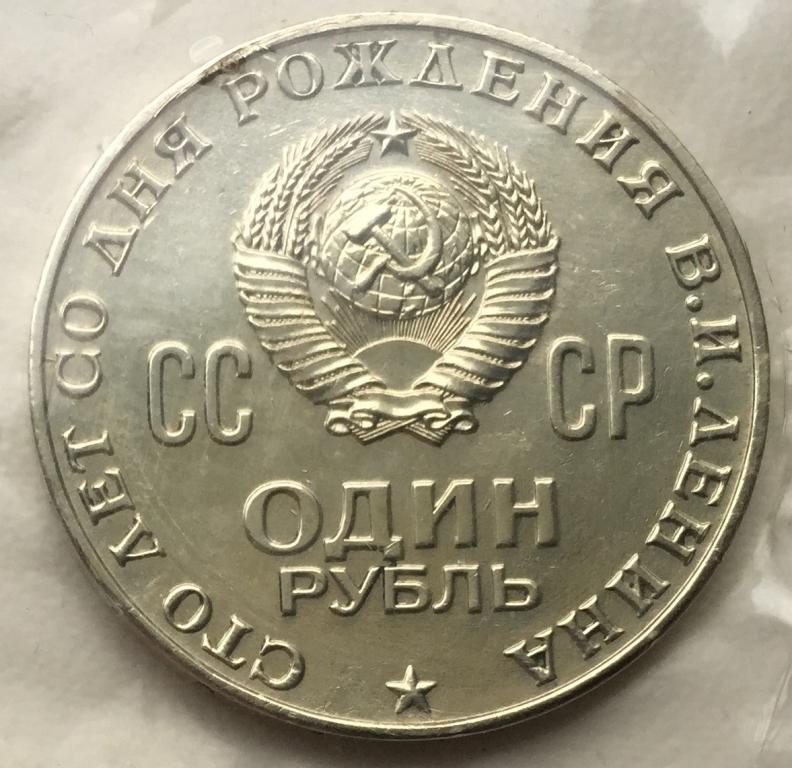 СТО ЛЕТ СО ДНЯ РОЖДЕНИЯ В.И.ЛЕНИНА
СС СР
ОДИН
РУБЛЬ